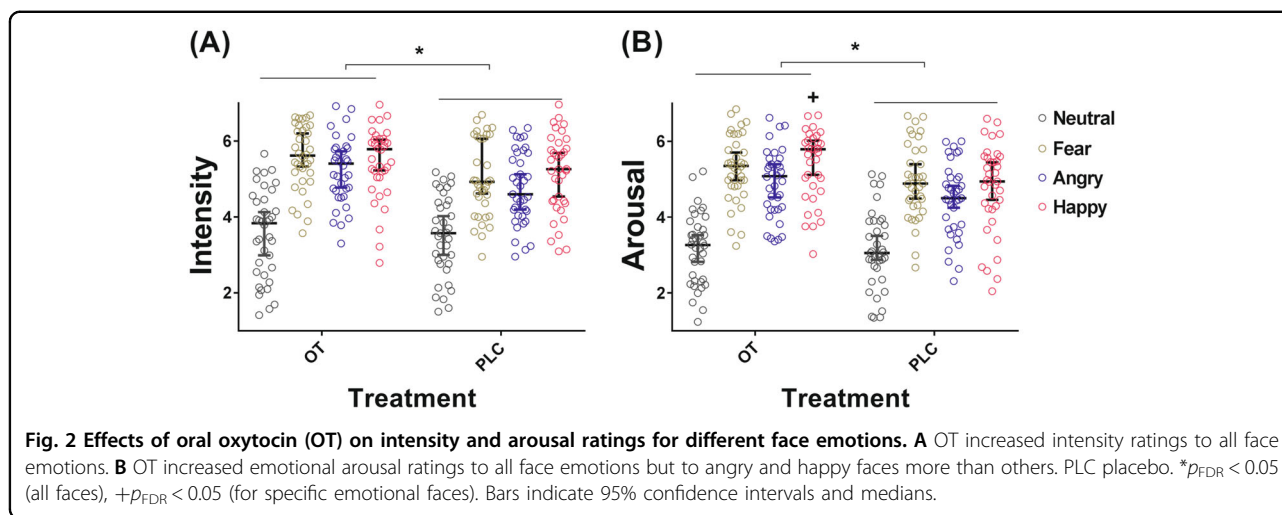 (A)
*
Intensity
6
4
2
OT
PLC
Treatment
(B)
*
+
Arousal
6
4
2
OT
PLC
Treatment
Neutral
Fear
Angry
Happy
Fig. 2 Effects of oral oxytocin (OT) on intensity and arousal ratings for different face emotions. A OT increased intensity ratings to all face
emotions. B OT increased emotional arousal ratings to all face emotions but to angry and happy faces more than others. PLC placebo. *pFDR < 0.05
(all faces), +pFDR < 0.05 (for specific emotional faces). Bars indicate 95% confidence intervals and medians.